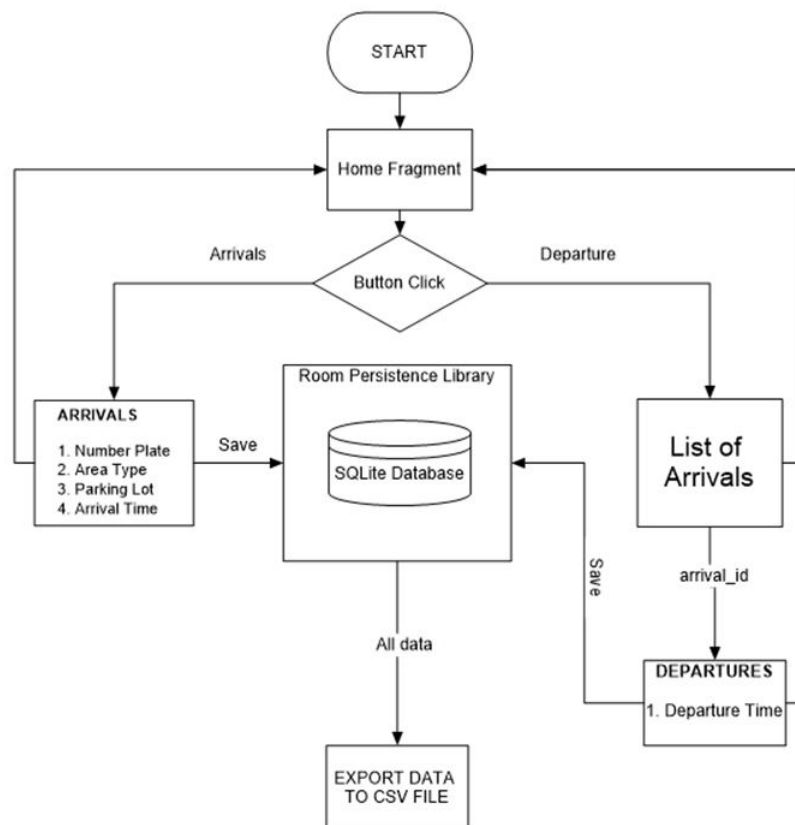 START
Home Fragment
Arrivals
Departure
Button Click
Room Persistence Library
SQLite Database
ARRIVALS
1. Number Plate
2. Area Type
3. Parking Lot
4. Arrival Time
Save
List of
Arrivals
arrival_id
Save
DEPARTURES
1. Departure Time
All data
EXPORT DATA
TO CSV FILE